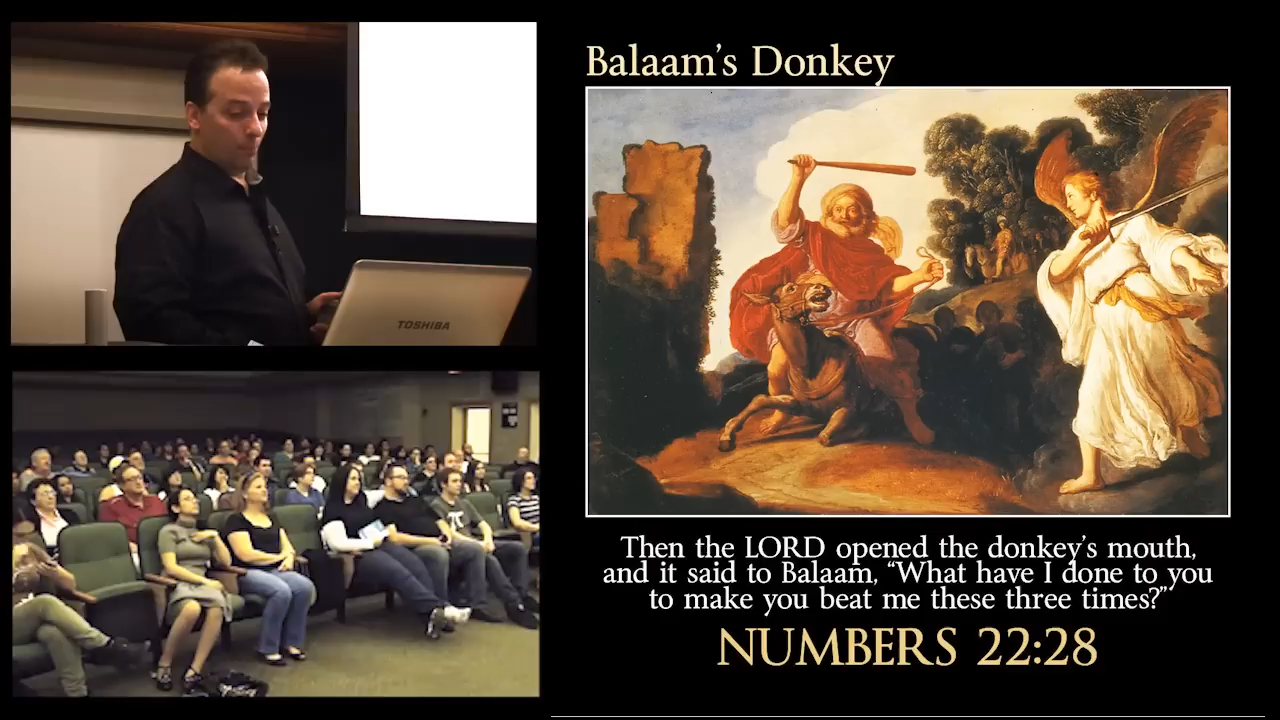 Balaam's Donkey
TOSHIBA
Then the LORD opened the donkey's mouth,
and it said to Balaam, "What have I done to you
to make you beat me these three times?"
NUMBERS 22:28